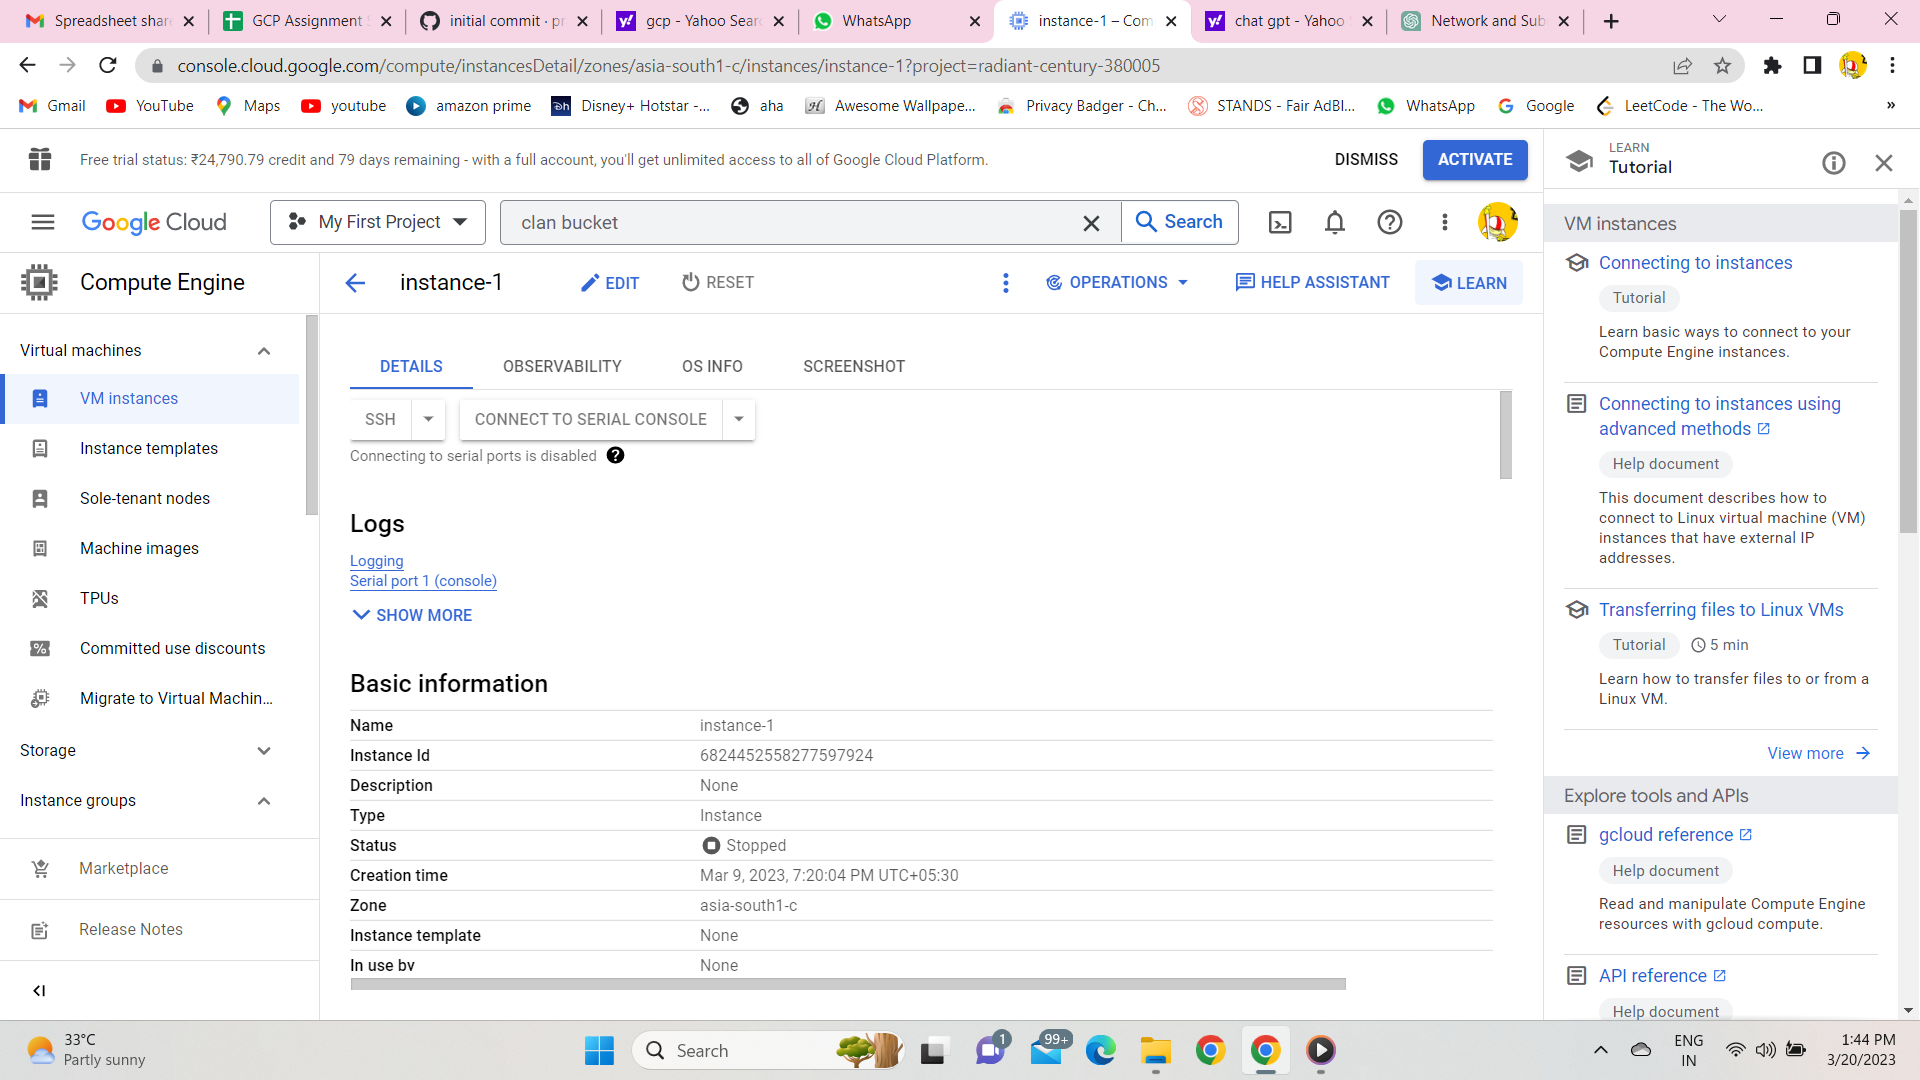 Spreadsheet shar
GCP Assignment S
initial commit · pr
gcp - Yahoo Searc
WhatsApp
instance-1 – Com
chat gpt - Yahoo
Network and Sub
console.cloud.google.com/compute/instancesDetail/zones/asia-south1-c/instances/instance-1?project=radiant-century-380005
Gmail
YouTube
Maps
youtube
amazon prime
Disney+ Hotstar -...
aha
Awesome Wallpape...
Privacy Badger - Ch...
STANDS - Fair AdBl...
WhatsApp
Google
LeetCode - The Wo...
»
Free trial status: ₹24,790.79 credit and 79 days remaining - with a full account, you'll get unlimited access to all of Google Cloud Platform.
DISMISS
ACTIVATE
LEARN
Tutorial
Google Cloud
My First Project
clan bucket
Search
Compute Engine
instance-1
EDIT
RESET
OPERATIONS
HELP ASSISTANT
LEARN
Virtual machines
VM instances
Instance templates
Sole-tenant nodes
Machine images
TPUs
Committed use discounts
Migrate to Virtual Machin...
Storage
Instance groups
Marketplace
Release Notes
DETAILS
OBSERVABILITY
OS INFO
SCREENSHOT
SSH
CONNECT TO SERIAL CONSOLE
Connecting to serial ports is disabled
Logs
Logging
Serial port 1 (console)
SHOW MORE
Basic information
Name instance-1
Instance Id 6824452558277597924
Description None
Type Instance
Status Stopped
Creation time Mar 9, 2023, 7:20:04 PM UTC+05:30
Zone asia-south1-c
Instance template None
In use by None
VM instances
Connecting to instances
Tutorial
Learn basic ways to connect to your
Compute Engine instances.
Connecting to instances using
advanced methods
Help document
This document describes how to
connect to Linux virtual machine (VM)
instances that have external IP
addresses.
Transferring files to Linux VMs
Tutorial 5 min
Learn how to transfer files to or from a
Linux VM.
View more
Explore tools and APIs
gcloud reference
Help document
Read and manipulate Compute Engine
resources with gcloud compute.
API reference
Help document
33°C
Partly sunny
Search
1
99+
ENG
IN
1:44 PM
3/20/2023